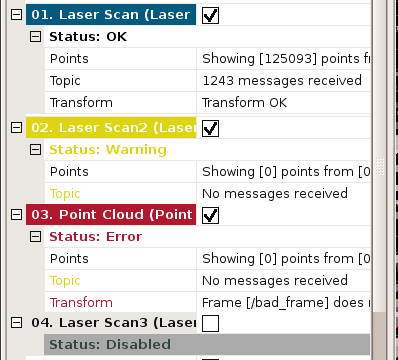 01. Laser Scan (Laser
Status: OK
Points Showing [125093] points f
Topic 1243 messages received
Transform Transform OK
02. Laser Scan2 (Laser
Status: Warning
Points Showing [0] points from [0
Topic No messages received
03. Point Cloud (Point
Status: Error
Points Showing [0] points from [0
Topic No messages received
Transform Frame [/bad_frame] does
04. Laser Scan3 (Laser
Status: Disabled